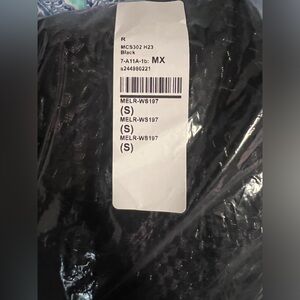 R
MCS302 H23
Black
7-A11A-1b: MX
s244980221
MELR-WS197
(S)
MELR-WS197
(S)
MELR-WS197
(S)